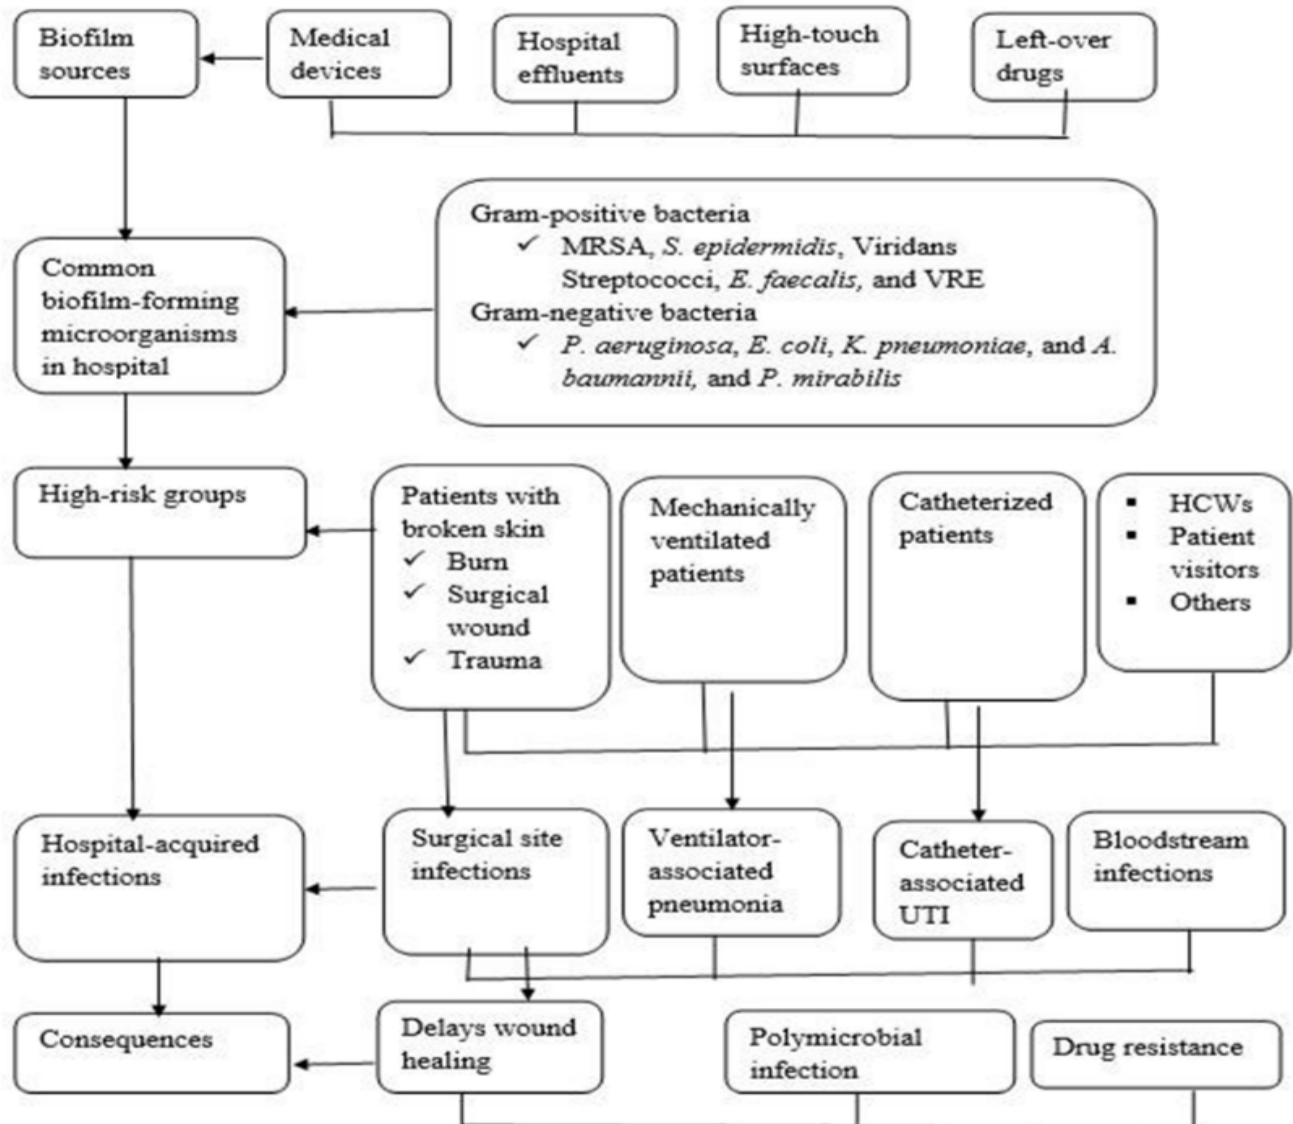 Biofilm
sources
Medical
devices
Hospital
effluents
High-touch
surfaces
Left-over
drugs
Common
biofilm-forming
microorganisms
in hospital
Gram-positive bacteria
✓ MRSA, S. epidermidis, Viridans
Streptococci, E. faecalis, and VRE
Gram-negative bacteria
✓ P. aeruginosa, E. coli, K. pneumoniae, and A.
baumannii, and P. mirabilis
High-risk groups
Patients with
broken skin
✓ Burn
✓ Surgical
wound
✓ Trauma
Mechanically
ventilated
patients
Catheterized
patients
▪ HCWs
▪ Patient
visitors
▪ Others
Hospital-acquired
infections
Surgical site
infections
Ventilator-
associated
pneumonia
Catheter-
associated
UTI
Bloodstream
infections
Consequences
Delays wound
healing
Polymicrobial
infection
Drug resistance